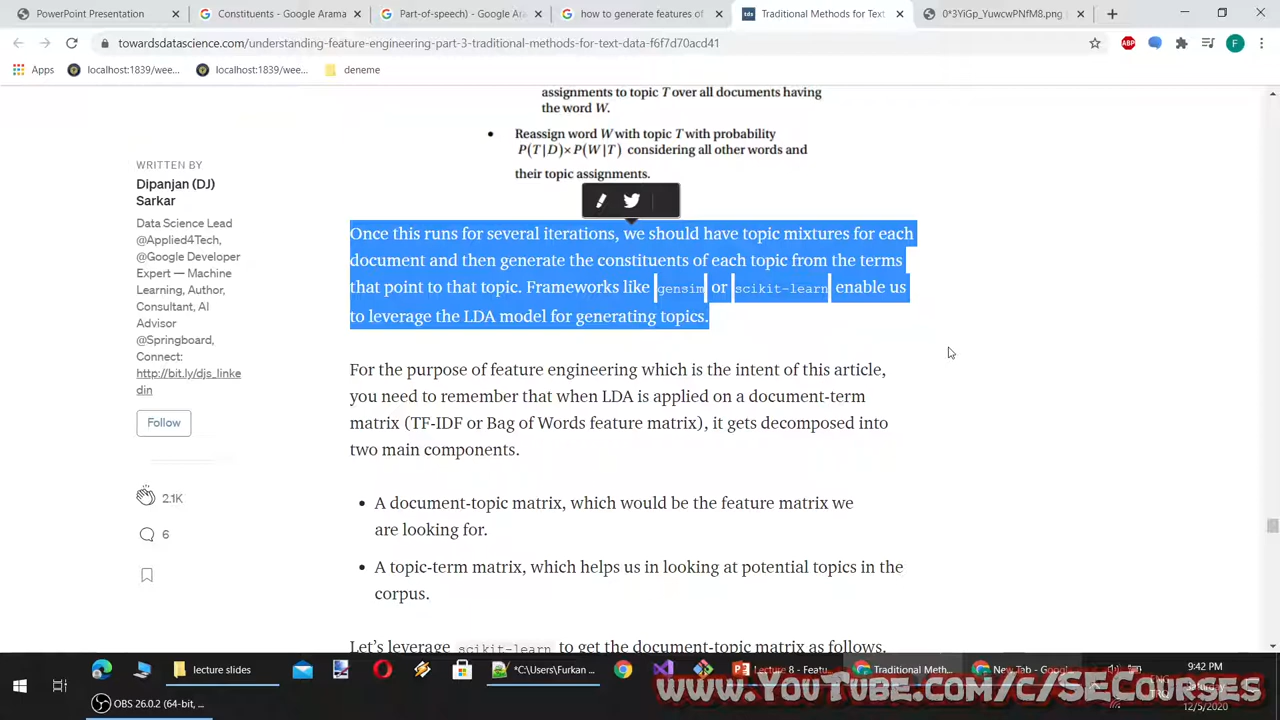 PowerPoint Presentation
Constituents - Google Arama
Part-of-speech) - Google Ara
how to generate features of
Traditional Methods for Text
0*3YiGp_YuwcwPNfM8.png
towardsdatascience.com/understanding-feature-engineering-part-3-traditional-methods-for-text-data-f6f7d70acd41
ABP
F
Apps
localhost:1839/wee...
localhost:1839/wee...
deneme
assignments to topic T over all documents having
the word W.
• Reassign word W with topic T with probability
P(T|D)×P(W|T) considering all other words and
their topic assignments.
WRITTEN BY
Dipanjan (DJ)
Sarkar
Data Science Lead
@Applied4Tech,
@Google Developer
Expert — Machine
Learning, Author,
Consultant, AI
Advisor
@Springboard,
Connect:
http://bit.ly/djs_linke
din
Follow
2.1K
6
Once this runs for several iterations, we should have topic mixtures for each
document and then generate the constituents of each topic from the terms
that point to that topic. Frameworks like gensim or scikit-learn enable us
to leverage the LDA model for generating topics.
For the purpose of feature engineering which is the intent of this article,
you need to remember that when LDA is applied on a document-term
matrix (TF-IDF or Bag of Words feature matrix), it gets decomposed into
two main components.
• A document-topic matrix, which would be the feature matrix we
are looking for.
• A topic-term matrix, which helps us in looking at potential topics in the
corpus.
Let's leverage scikit-learn to get the document-topic matrix as follows.
lecture slides
*C:\Users\Furkan ...
Lecture 8 - Featu...
Traditional Meth...
New Tab - Googl...
ENG
9:42 PM
Saturday
12/5/2020
OBS 26.0.2 (64-bit, ...
www.YouTube.com/c/SECourses